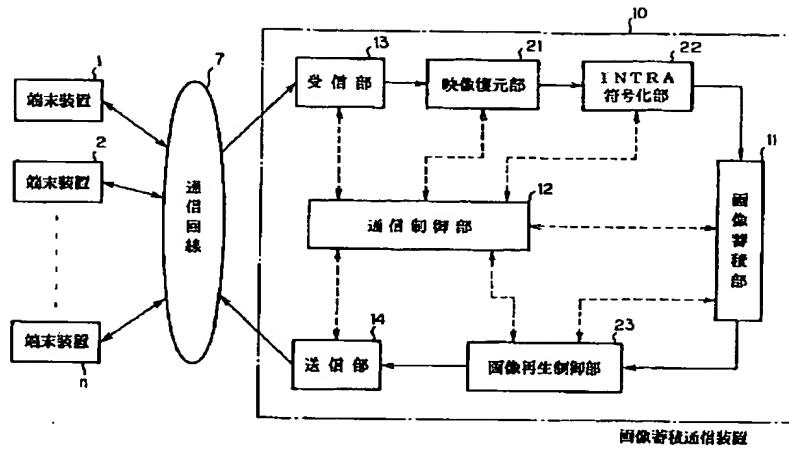 10
13
21
22
1
7
受信部
映像復元部
INTRA
符号化部
端末装置
2
11
端末装置
通信回線
12
通信制御部
画像蓄積部
14
23
端末装置
n
送信部
画像再生制御部
画像蓄積通信装置